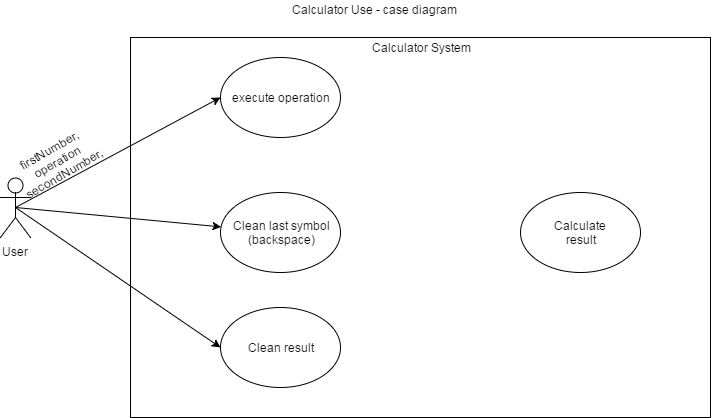 Calculator Use - case diagram
Calculator System
execute operation
firstNumber,
operation
secondNumber,
Clean last symbol
(backspace)
Calculate
result
User
Clean result